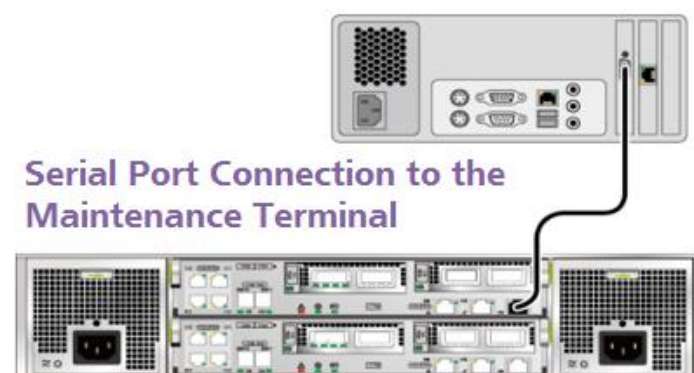 Serial Port Connection to the
Maintenance Terminal